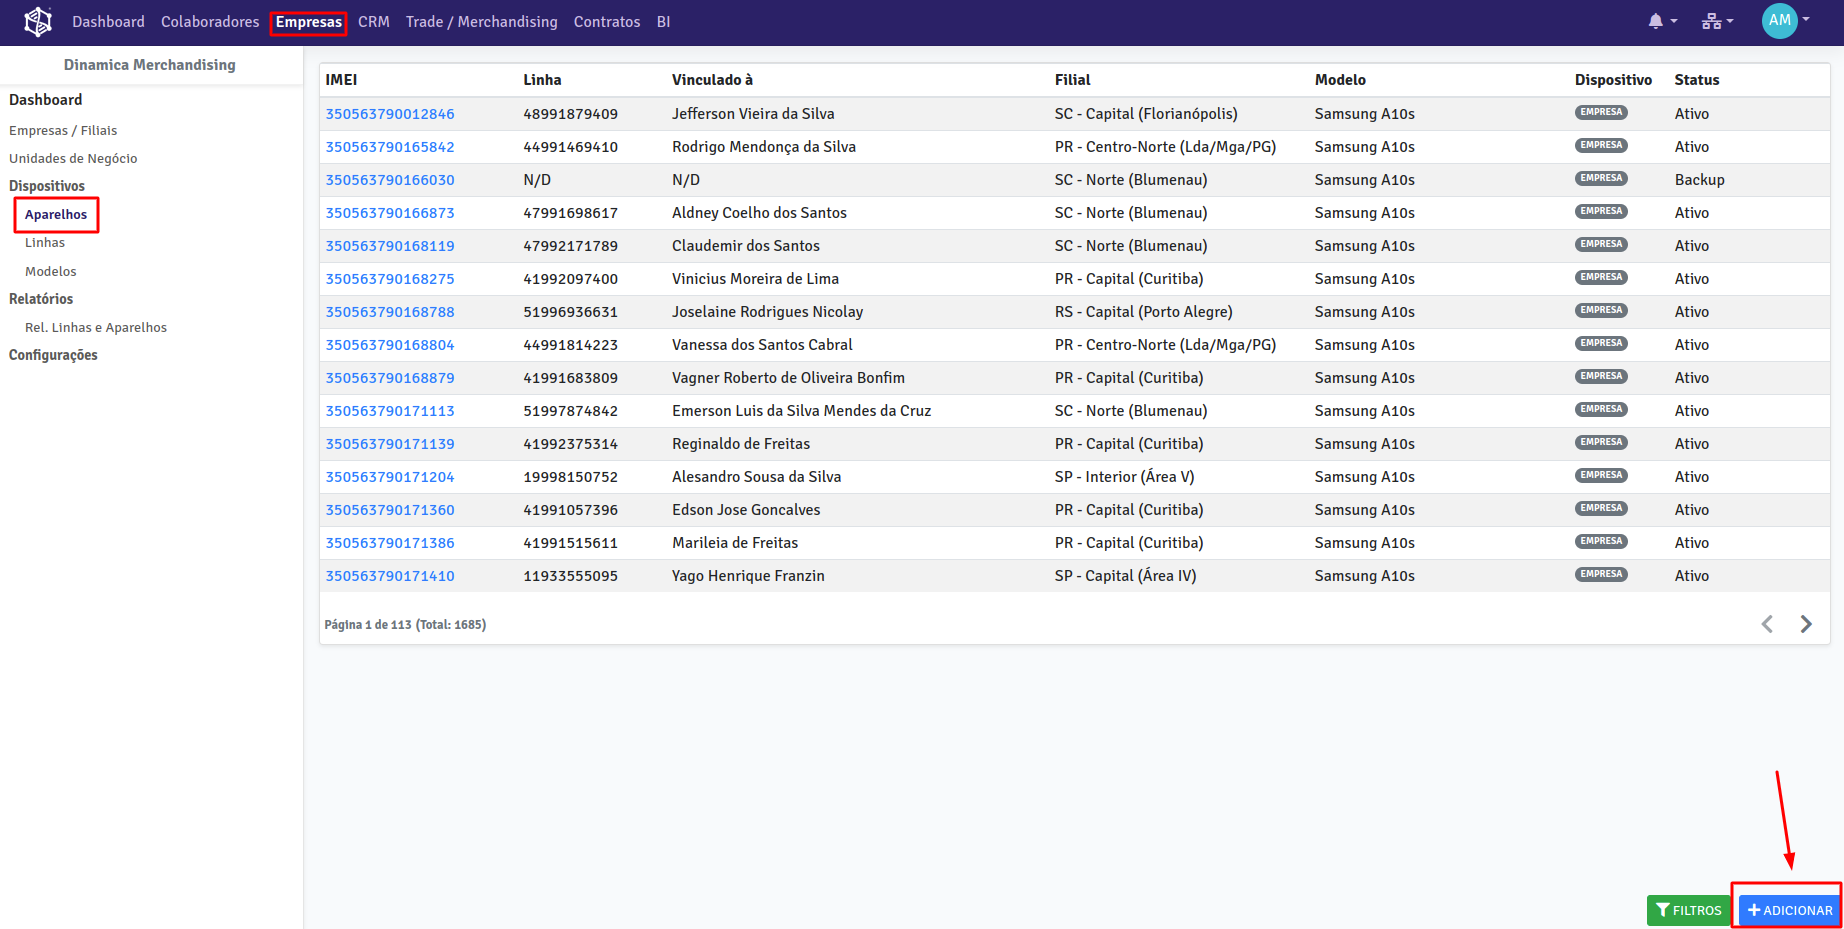 Dashboard Colaboradores Empresas CRM Trade / Merchandising Contratos BI AM
Dinamica Merchandising
Dashboard
Empresas / Filiais
Unidades de Negócio
Dispositivos
Aparelhos
Linhas
Modelos
Relatórios
Rel. Linhas e Aparelhos
Configurações
IMEI Linha Vinculado à Filial Modelo Dispositivo Status
350563790012846 48991879409 Jefferson Vieira da Silva SC - Capital (Florianópolis) Samsung A10s EMPRESA Ativo
350563790165842 44991469410 Rodrigo Mendonça da Silva PR - Centro-Norte (Lda/Mga/PG) Samsung A10s EMPRESA Ativo
350563790166030 N/D N/D SC - Norte (Blumenau) Samsung A10s EMPRESA Backup
350563790166873 47991698617 Aldney Coelho dos Santos SC - Norte (Blumenau) Samsung A10s EMPRESA Ativo
350563790168119 47992171789 Claudemir dos Santos SC - Norte (Blumenau) Samsung A10s EMPRESA Ativo
350563790168275 41992097400 Vinicius Moreira de Lima PR - Capital (Curitiba) Samsung A10s EMPRESA Ativo
350563790168788 51996936631 Joselaine Rodrigues Nicolay RS - Capital (Porto Alegre) Samsung A10s EMPRESA Ativo
350563790168804 44991814223 Vanessa dos Santos Cabral PR - Centro-Norte (Lda/Mga/PG) Samsung A10s EMPRESA Ativo
350563790168879 41991683809 Vagner Roberto de Oliveira Bonfim PR - Capital (Curitiba) Samsung A10s EMPRESA Ativo
350563790171113 51997874842 Emerson Luis da Silva Mendes da Cruz SC - Norte (Blumenau) Samsung A10s EMPRESA Ativo
350563790171139 41992375314 Reginaldo de Freitas PR - Capital (Curitiba) Samsung A10s EMPRESA Ativo
350563790171204 19998150752 Alesandro Sousa da Silva SP - Interior (Área V) Samsung A10s EMPRESA Ativo
350563790171360 41991057396 Edson Jose Goncalves PR - Capital (Curitiba) Samsung A10s EMPRESA Ativo
350563790171386 41991515611 Marileia de Freitas PR - Capital (Curitiba) Samsung A10s EMPRESA Ativo
350563790171410 11933555095 Yago Henrique Franzin SP - Capital (Área IV) Samsung A10s EMPRESA Ativo
Página 1 de 113 (Total: 1685)
FILTROS + ADICIONAR